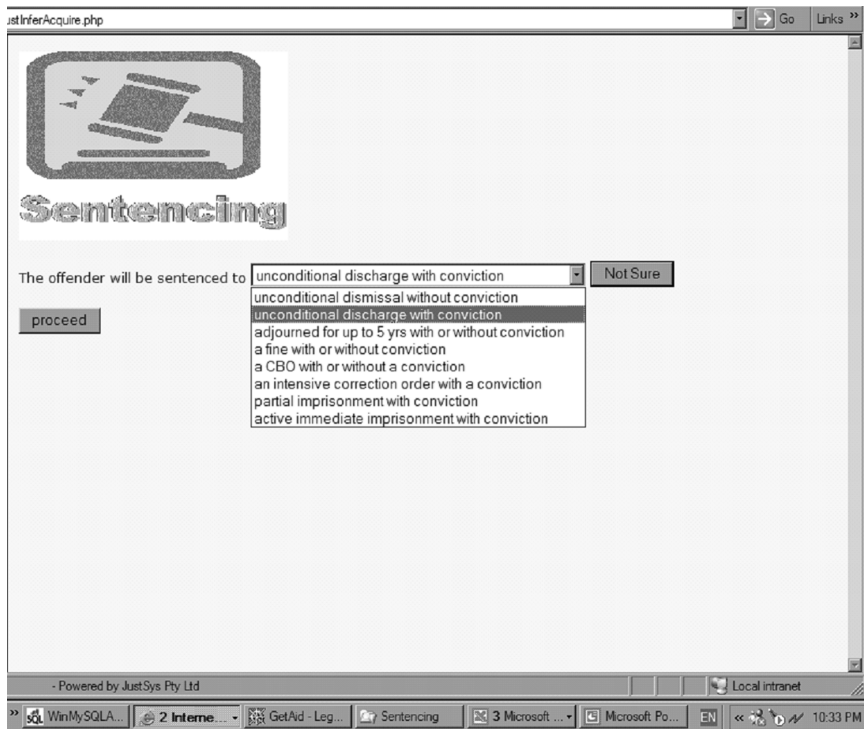 ustInferAcquire.php Go Links »
Sentencing
The offender will be sentenced to unconditional discharge with conviction Not Sure
unconditional dismissal without conviction
proceed unconditional discharge with conviction
adjourned for up to 5 yrs with or without conviction
a fine with or without conviction
a CBO with or without a conviction
an intensive correction order with a conviction
partial imprisonment with conviction
active immediate imprisonment with conviction
- Powered by JustSys Pty Ltd Local intranet
» WinMySQLA... 2 Interne... GetAid - Leg... Sentencing 3 Microsoft ... Microsoft Po... EN « 10:33 PM